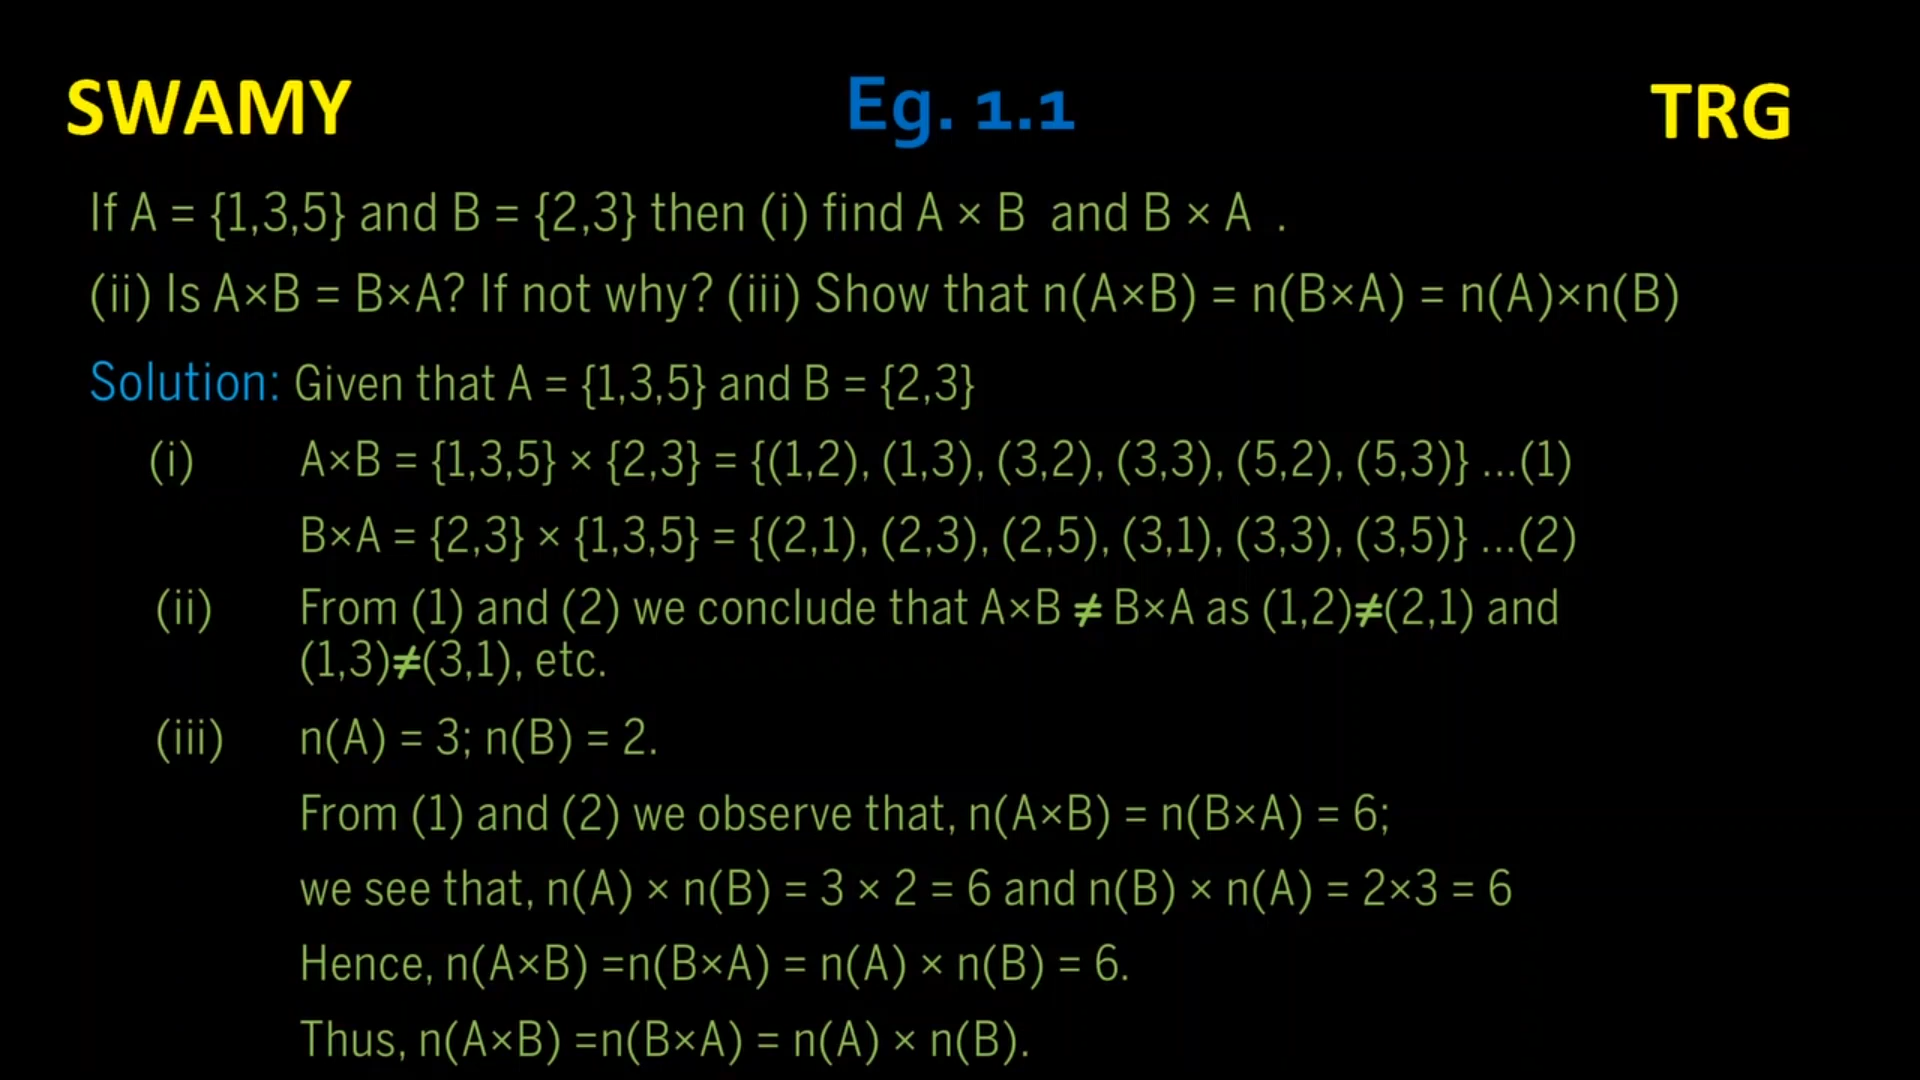 SWAMY Eg. 1.1 TRG
If A = {1,3,5} and B = {2,3} then (i) find A × B and B × A .
(ii) Is A×B = B×A? If not why? (iii) Show that n(A×B) = n(B×A) = n(A)×n(B)
Solution: Given that A = {1,3,5} and B = {2,3}
(i) A×B = {1,3,5} × {2,3} = {(1,2), (1,3), (3,2), (3,3), (5,2), (5,3)} ...(1)
B×A = {2,3} × {1,3,5} = {(2,1), (2,3), (2,5), (3,1), (3,3), (3,5)} ...(2)
(ii) From (1) and (2) we conclude that A×B ≠ B×A as (1,2)≠(2,1) and
(1,3)≠(3,1), etc.
(iii) n(A) = 3; n(B) = 2.
From (1) and (2) we observe that, n(A×B) = n(B×A) = 6;
we see that, n(A) × n(B) = 3 × 2 = 6 and n(B) × n(A) = 2×3 = 6
Hence, n(A×B) =n(B×A) = n(A) × n(B) = 6.
Thus, n(A×B) =n(B×A) = n(A) × n(B).